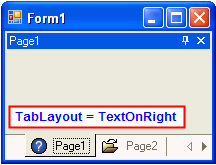 Form1
Page1
TabLayout = TextOnRight
Page1
Page2